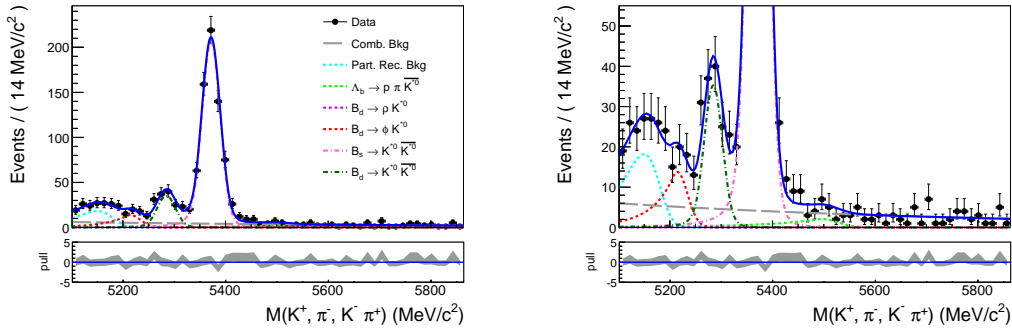 Events / ( 14 MeV/c² )
200
150
100
50
0
Data
Comb. Bkg
Part. Rec. Bkg
Λb → p π K̅*0
Bd → ρ K*0
Bd → ϕ K*0
Bs → K*0 K̅*0
Bd → K*0 K̅*0
pull
5
0
-5
5200
5400
5600
5800
M(K⁺, π⁻, K⁻ π⁺) (MeV/c²)
Events / ( 14 MeV/c² )
50
40
30
20
10
0
pull
5
0
-5
5200
5400
5600
5800
M(K⁺, π⁻, K⁻ π⁺) (MeV/c²)